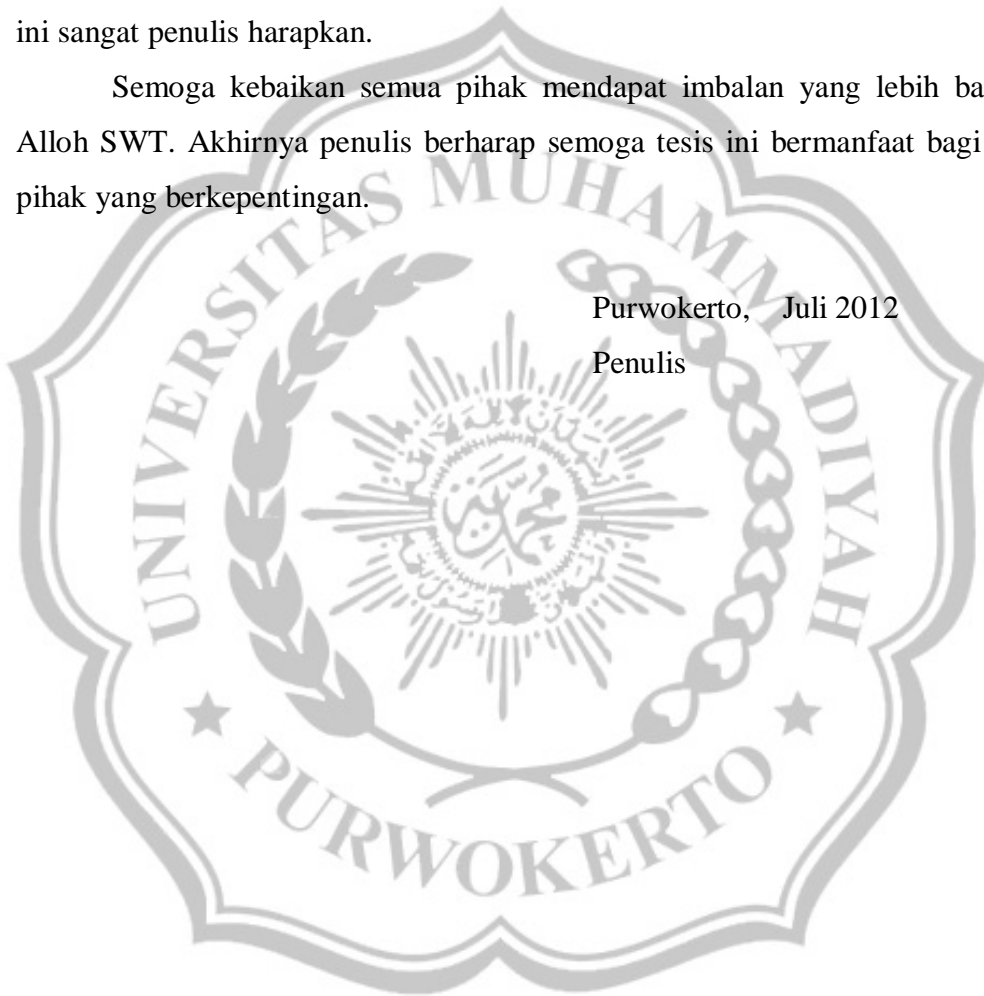 ini sangat penulis harapkan.
Semoga kebaikan semua pihak mendapat imbalan yang lebih ba
Alloh SWT. Akhirnya penulis berharap semoga tesis ini bermanfaat bagi
pihak yang berkepentingan.
Purwokerto, Juli 2012
Penulis
UNIVERSITAS MUHAMMADIYAH
PURWOKERTO
محمد